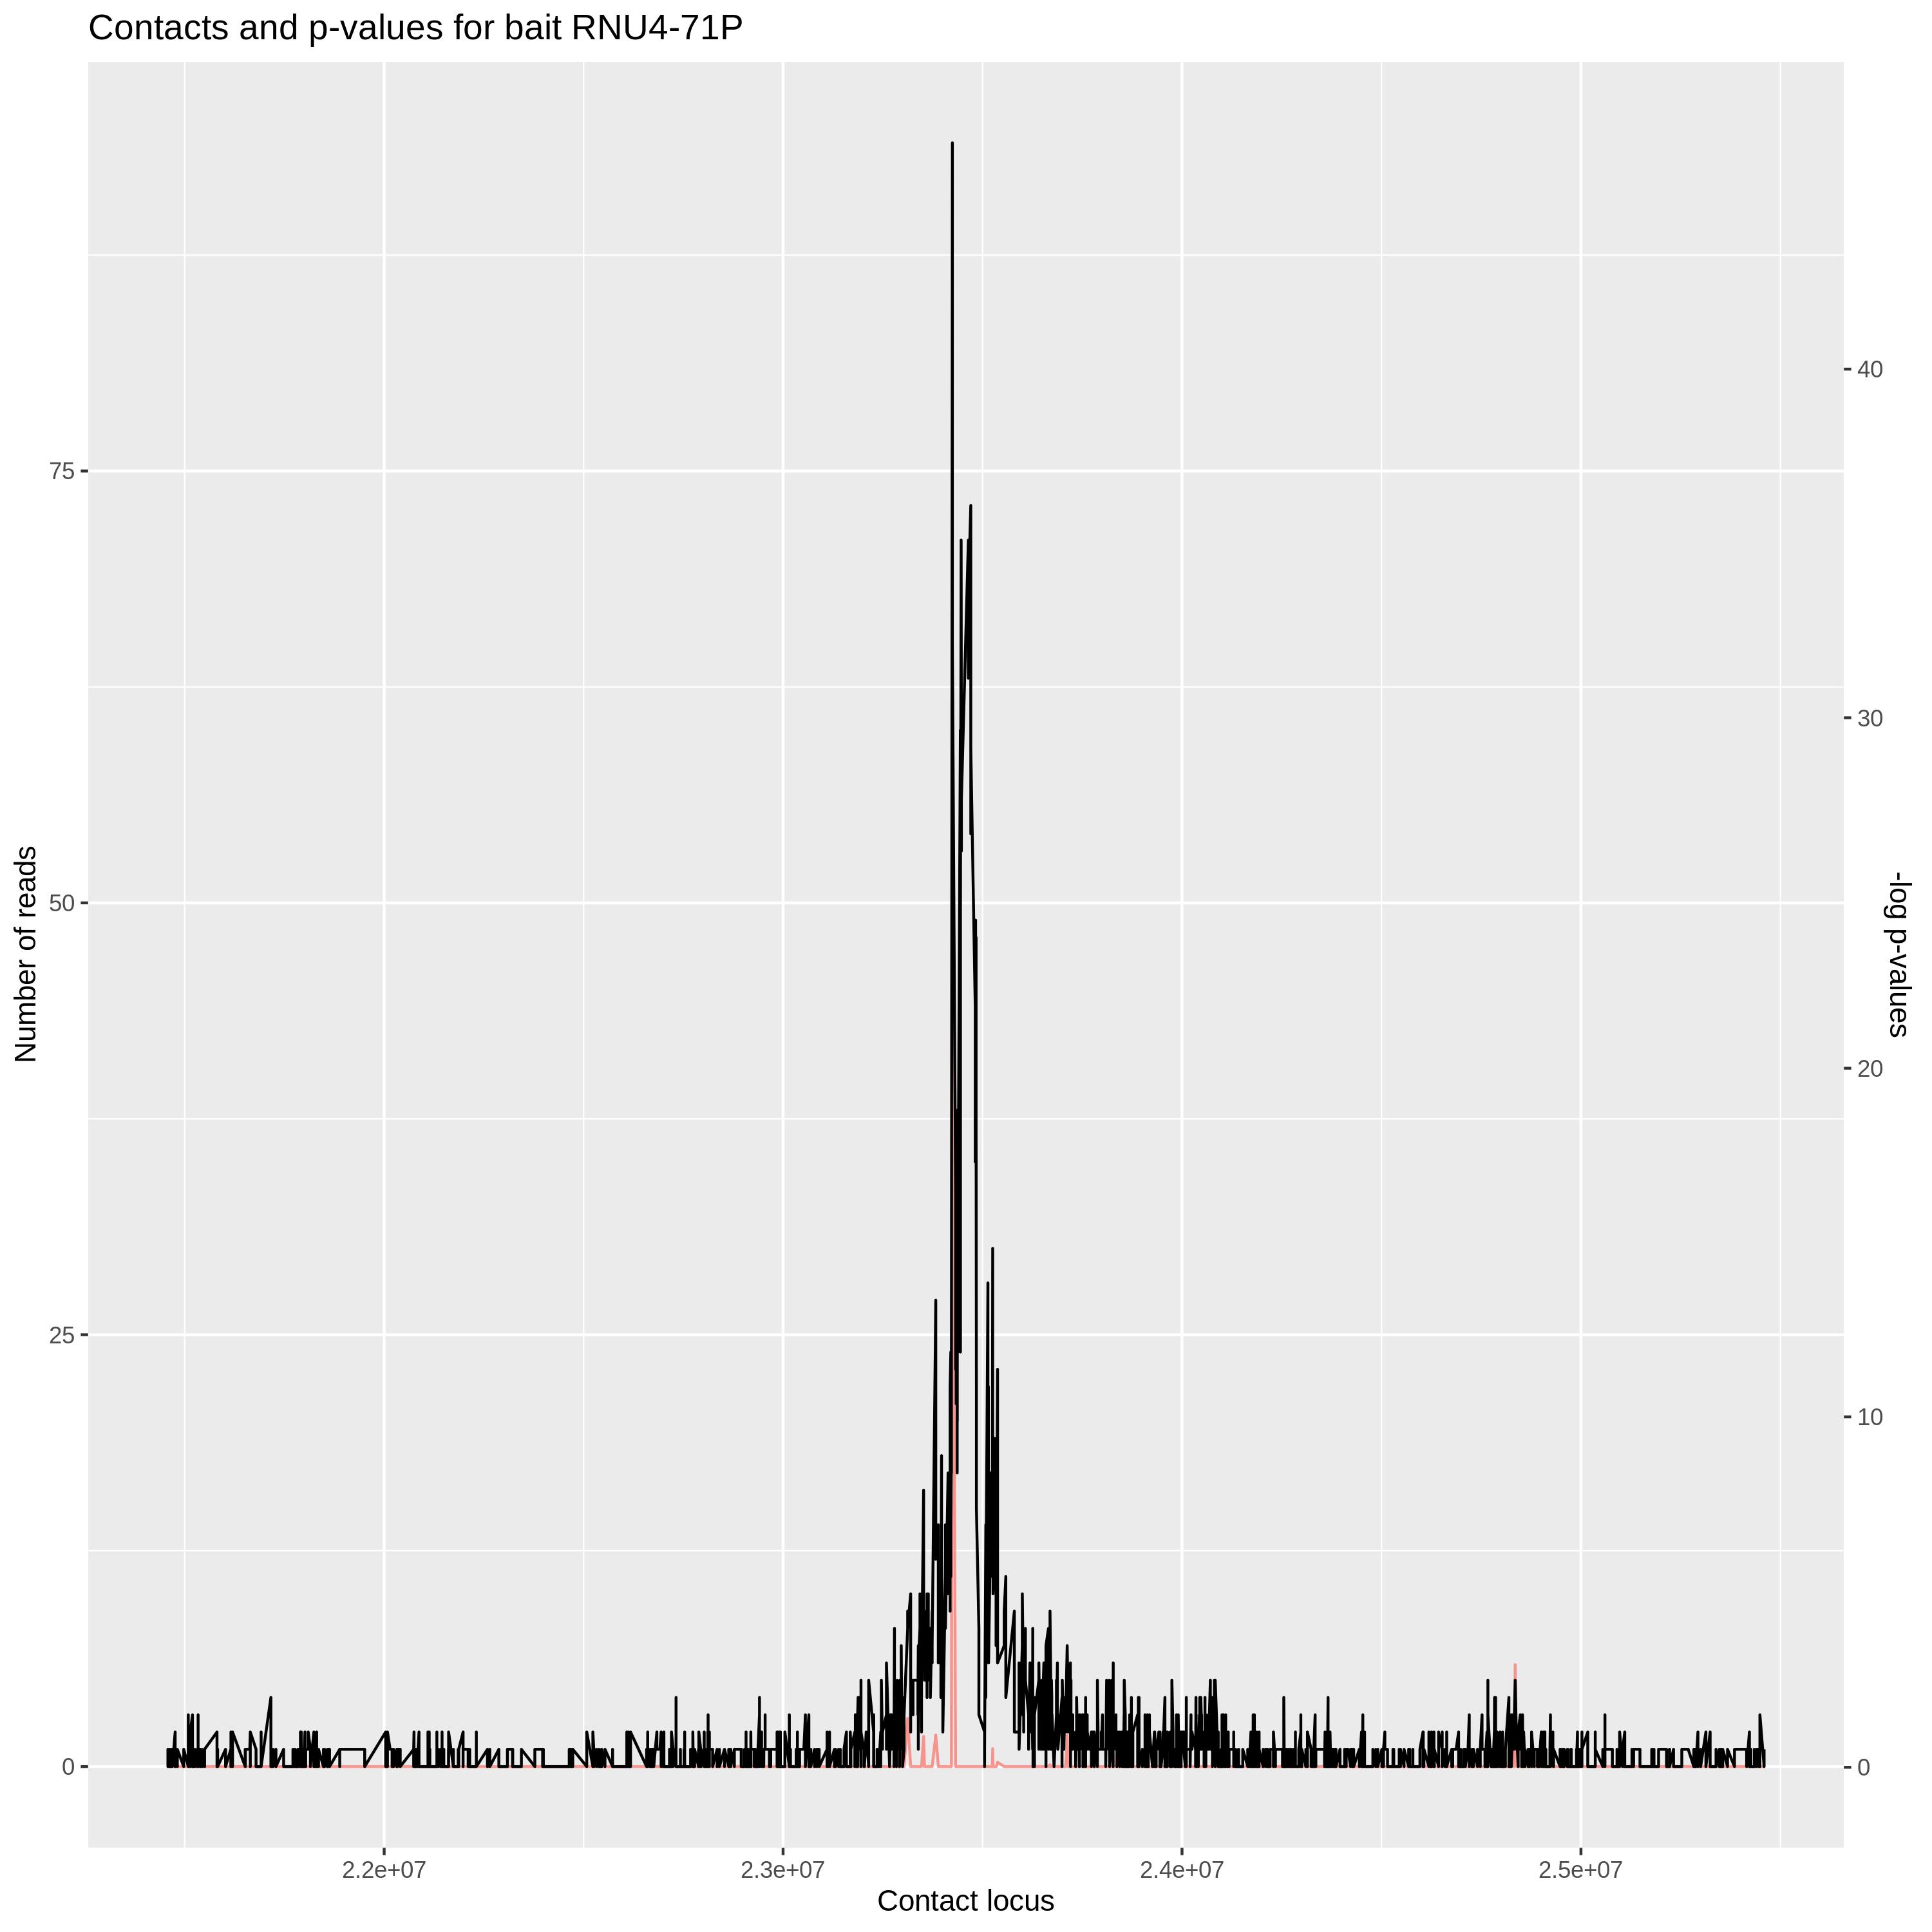 Contacts and p-values for bait RNU4-71P
75
50
25
0
40
30
20
10
0
Number of reads
-log p-values
2.2e+07
2.3e+07
2.4e+07
2.5e+07
Contact locus